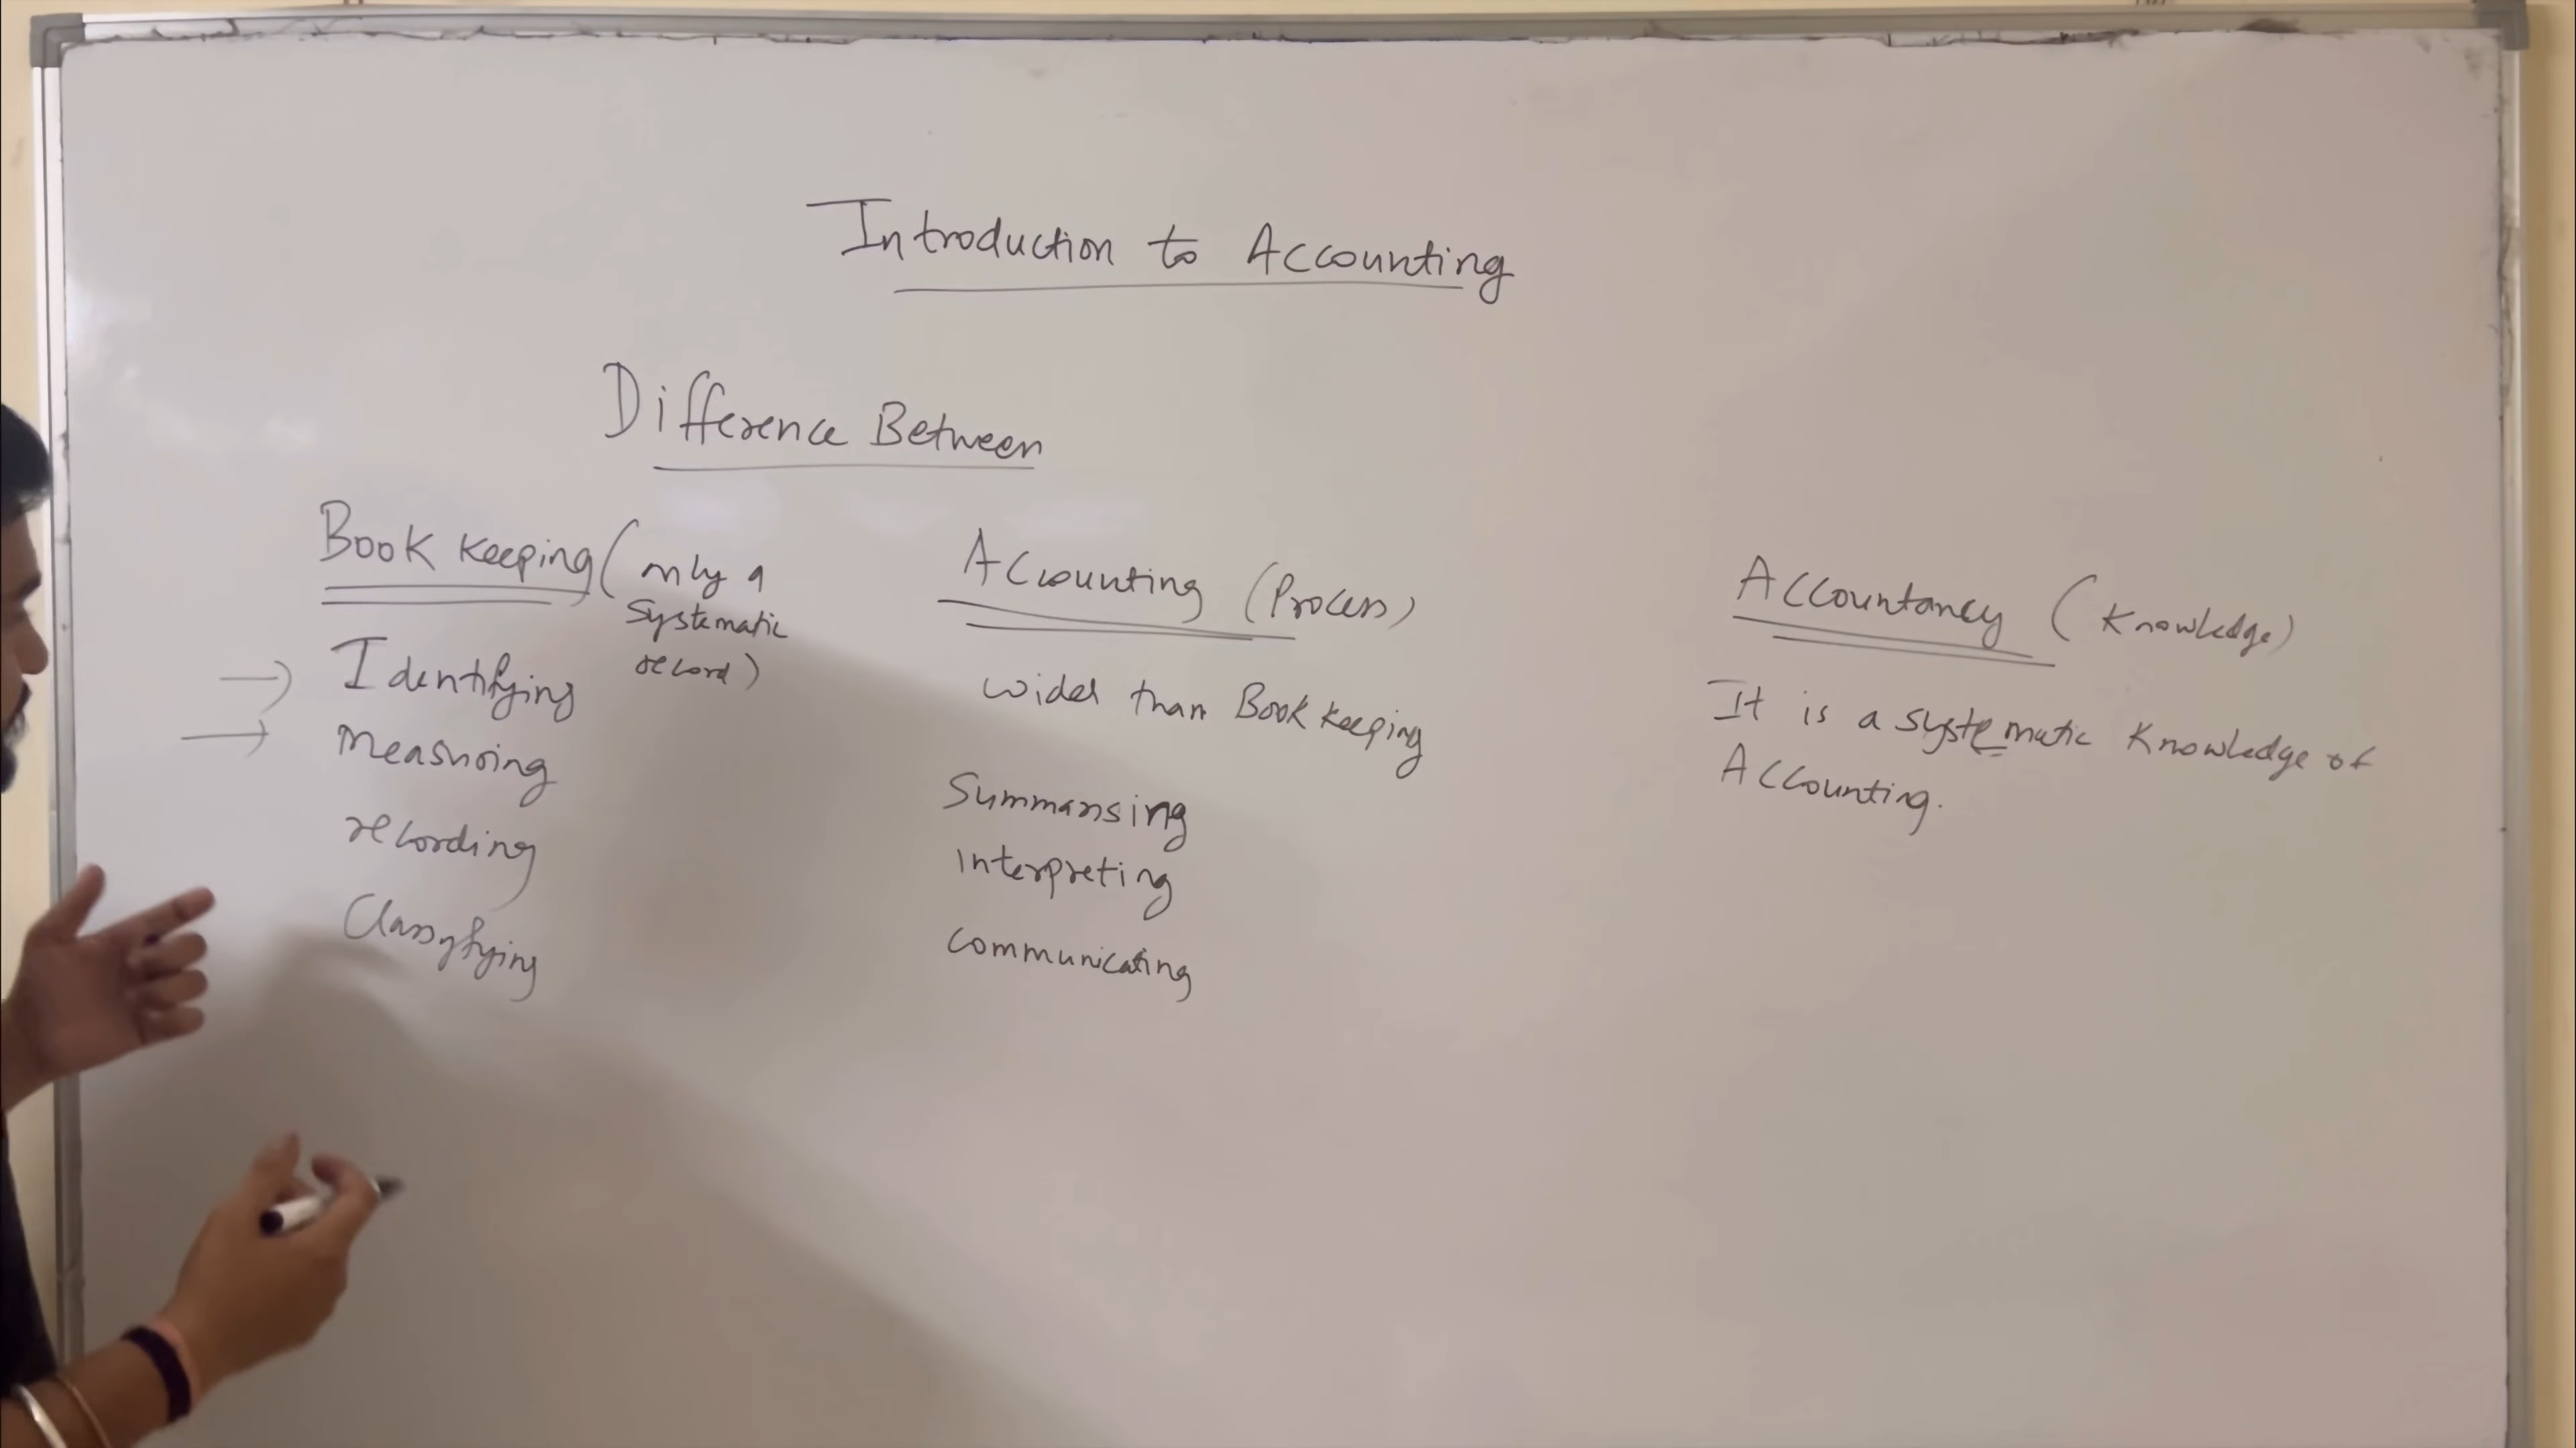 Introduction to Accounting
Difference Between
Book Keeping (only a
systematic
record)
→ Identifying
→ Measuring
recording
Classyfying
Accounting (Process)
wider than Book keeping
Summarising
interpreting
communicating
Accountancy (Knowledge)
It is a systematic Knowledge of
Accounting.